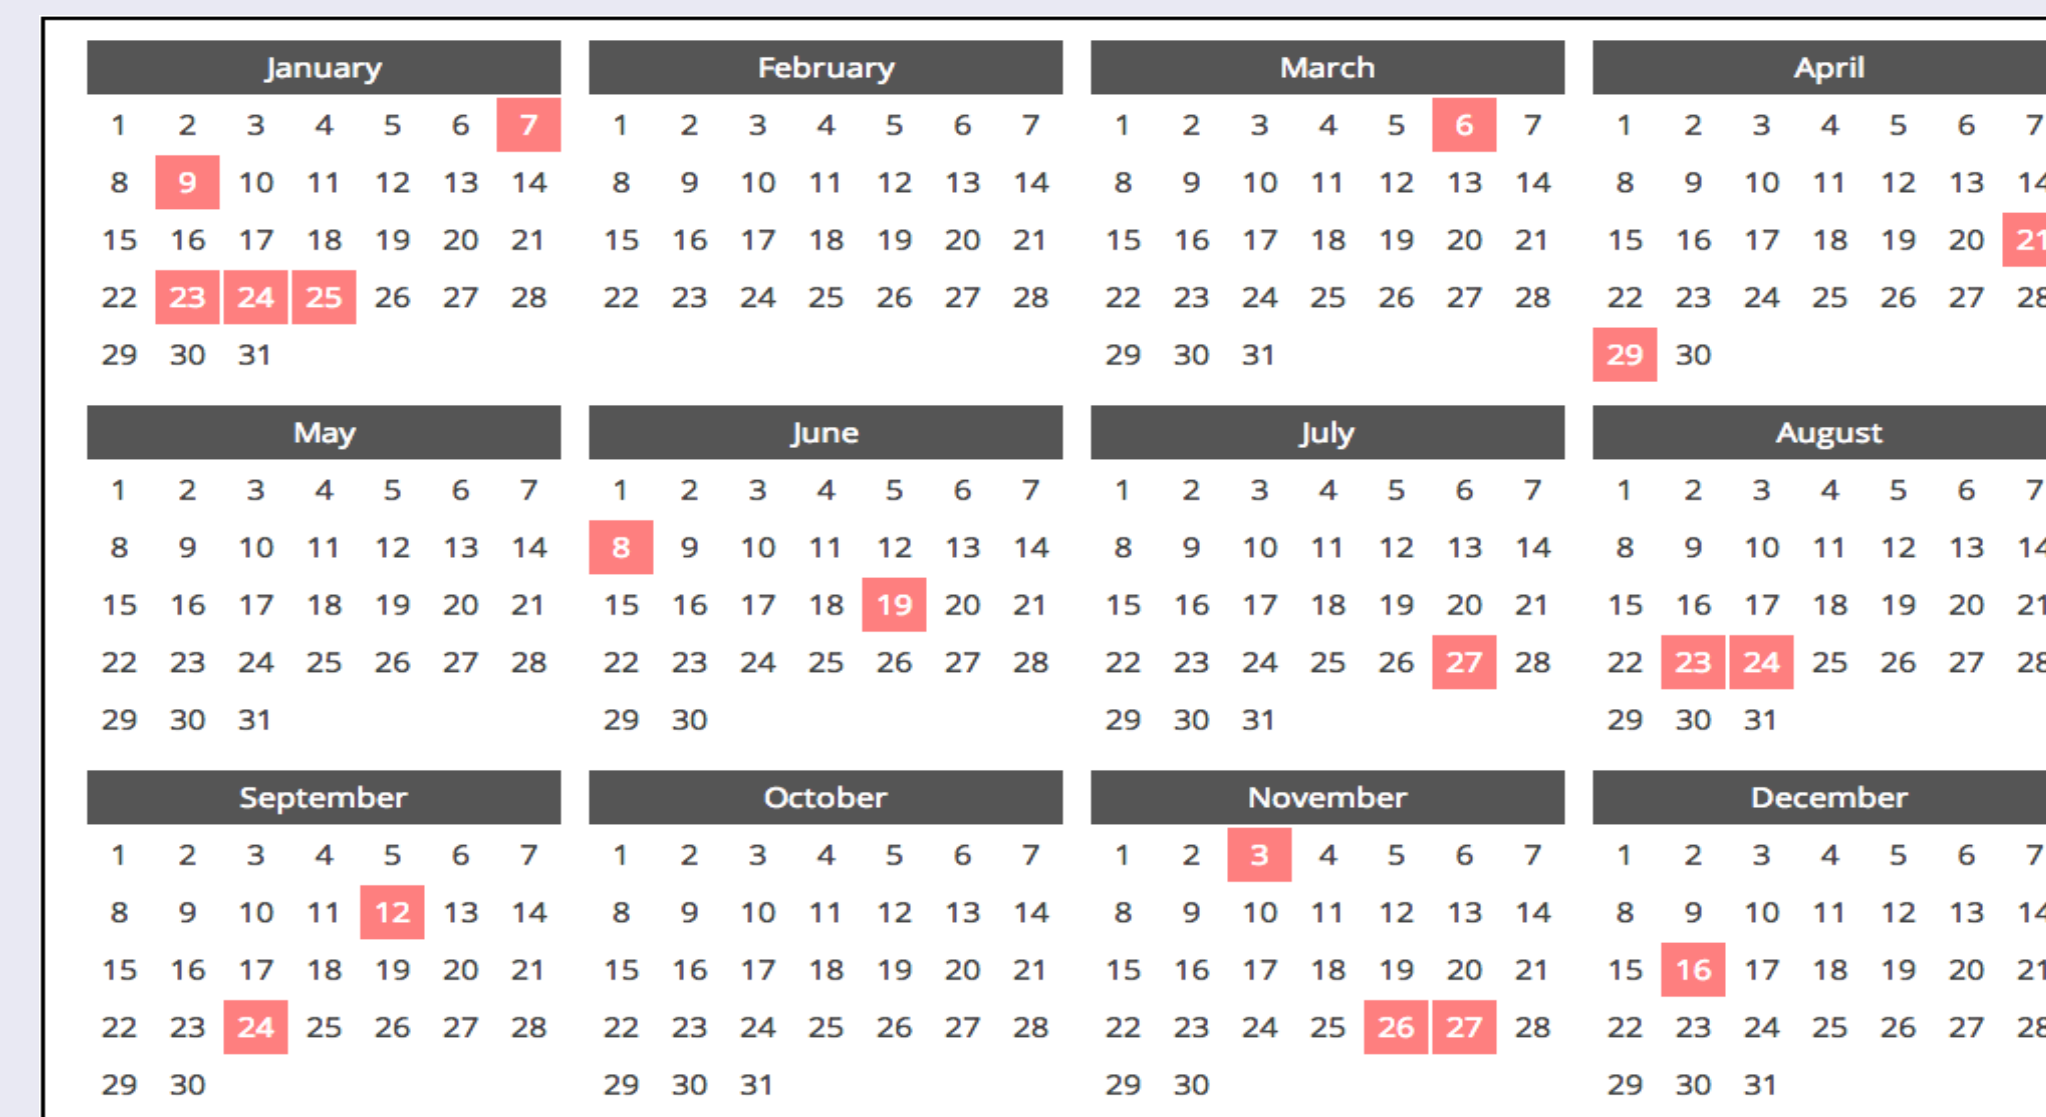 January February March April
1 2 3 4 5 6 7 1 2 3 4 5 6 7 1 2 3 4 5 6 7 1 2 3 4 5 6 7
8 9 10 11 12 13 14 8 9 10 11 12 13 14 8 9 10 11 12 13 14 8 9 10 11 12 13 14
15 16 17 18 19 20 21 15 16 17 18 19 20 21 15 16 17 18 19 20 21 15 16 17 18 19 20 21
22 23 24 25 26 27 28 22 23 24 25 26 27 28 22 23 24 25 26 27 28 22 23 24 25 26 27 28
29 30 31 29 30 31 29 30
May June July August
1 2 3 4 5 6 7 1 2 3 4 5 6 7 1 2 3 4 5 6 7 1 2 3 4 5 6 7
8 9 10 11 12 13 14 8 9 10 11 12 13 14 8 9 10 11 12 13 14 8 9 10 11 12 13 14
15 16 17 18 19 20 21 15 16 17 18 19 20 21 15 16 17 18 19 20 21 15 16 17 18 19 20 21
22 23 24 25 26 27 28 22 23 24 25 26 27 28 22 23 24 25 26 27 28 22 23 24 25 26 27 28
29 30 31 29 30 29 30 31 29 30 31
September October November December
1 2 3 4 5 6 7 1 2 3 4 5 6 7 1 2 3 4 5 6 7 1 2 3 4 5 6 7
8 9 10 11 12 13 14 8 9 10 11 12 13 14 8 9 10 11 12 13 14 8 9 10 11 12 13 14
15 16 17 18 19 20 21 15 16 17 18 19 20 21 15 16 17 18 19 20 21 15 16 17 18 19 20 21
22 23 24 25 26 27 28 22 23 24 25 26 27 28 22 23 24 25 26 27 28 22 23 24 25 26 27 28
29 30 29 30 31 29 30 29 30 31